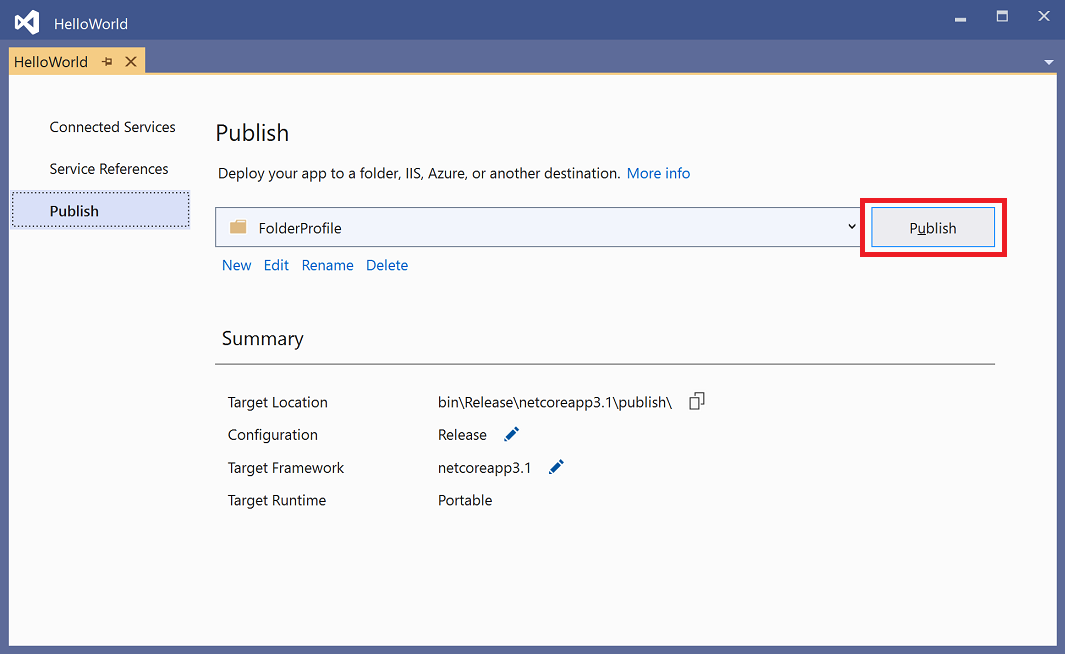 HelloWorld
HelloWorld
Connected Services
Service References
Publish
Publish
Deploy your app to a folder, IIS, Azure, or another destination. More info
FolderProfile
Publish
New Edit Rename Delete
Summary
Target Location bin\Release\netcoreapp3.1\publish\
Configuration Release
Target Framework netcoreapp3.1
Target Runtime Portable